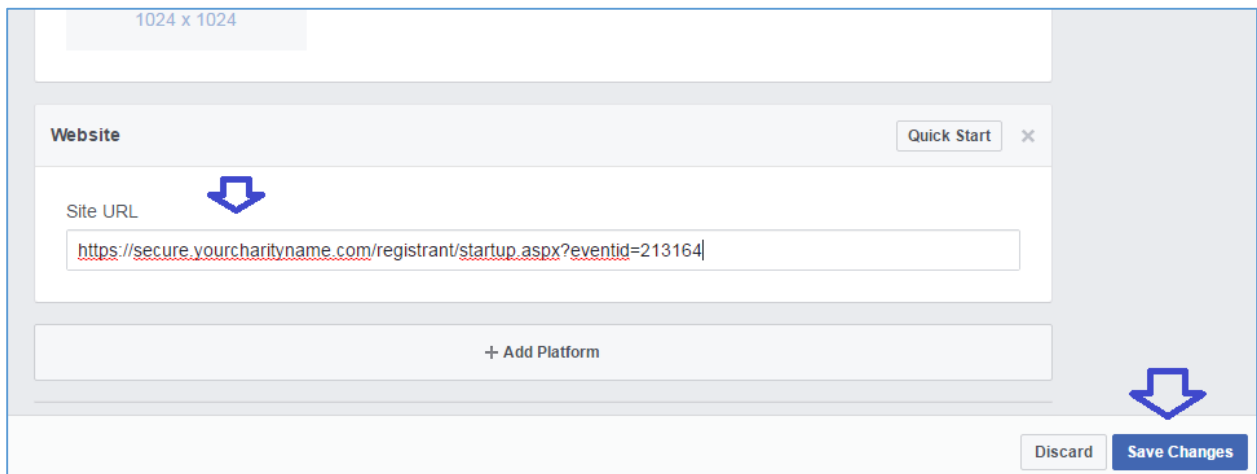 1024 x 1024
Website
Quick Start
×
Site URL
https://secure.yourcharityname.com/registrant/startup.aspx?eventid=213164
+ Add Platform
Discard
Save Changes